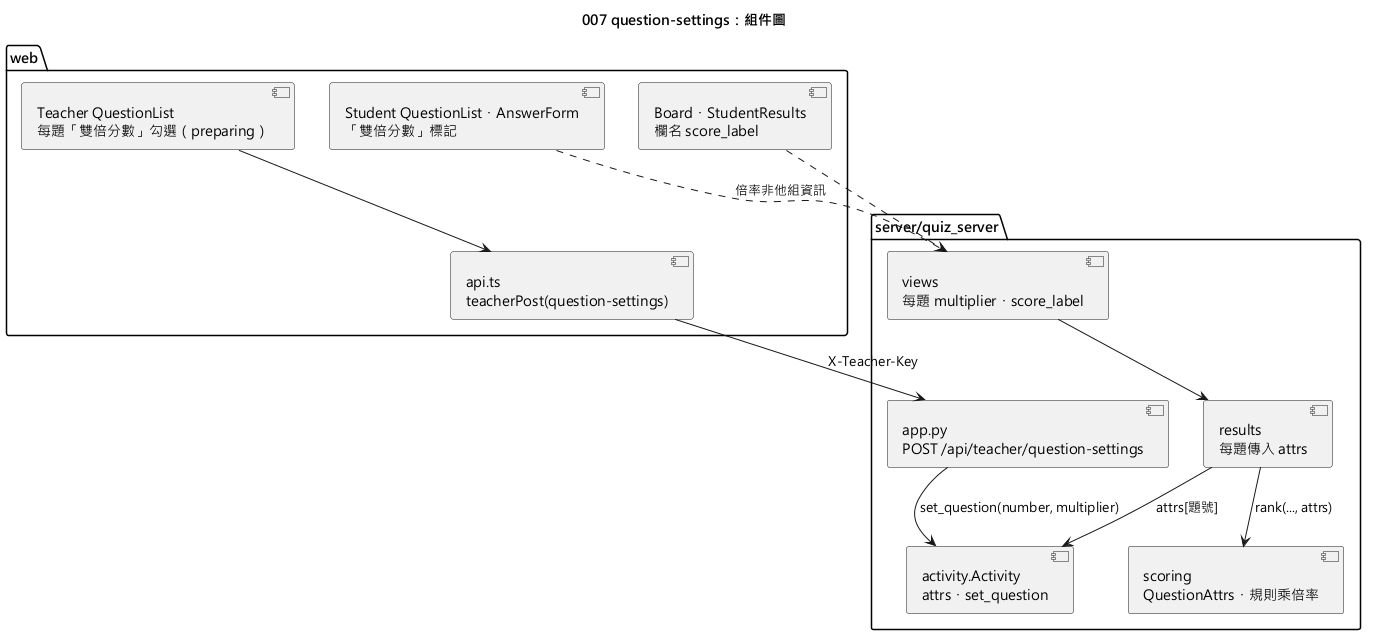 007 question-settings：組件圖
web
Teacher QuestionList
每題「雙倍分數」勾選（preparing）
Student QuestionList · AnswerForm
「雙倍分數」標記
Board · StudentResults
欄名 score_label
倍率非他組資訊
server/quiz_server
api.ts
teacherPost(question-settings)
views
每題 multiplier · score_label
X-Teacher-Key
app.py
POST /api/teacher/question-settings
results
每題傳入 attrs
set_question(number, multiplier)
attrs[題號]
rank(..., attrs)
activity.Activity
attrs · set_question
scoring
QuestionAttrs · 規則乘倍率